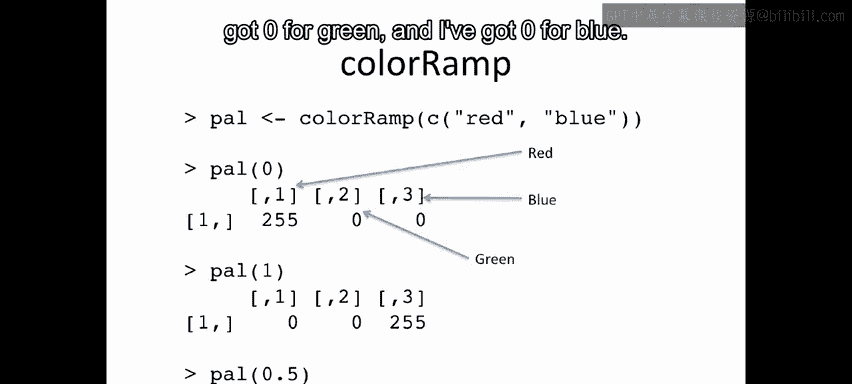 got 0 for green, and I've got 0 for blue.
colorRamp
> pal <- colorRamp(c("red", "blue"))
Red
> pal(0)
[,1] [,2] [,3]
Blue
[1,] 255 0 0
Green
> pal(1)
[,1] [,2] [,3]
[1,] 0 0 255
> pal(0.5)